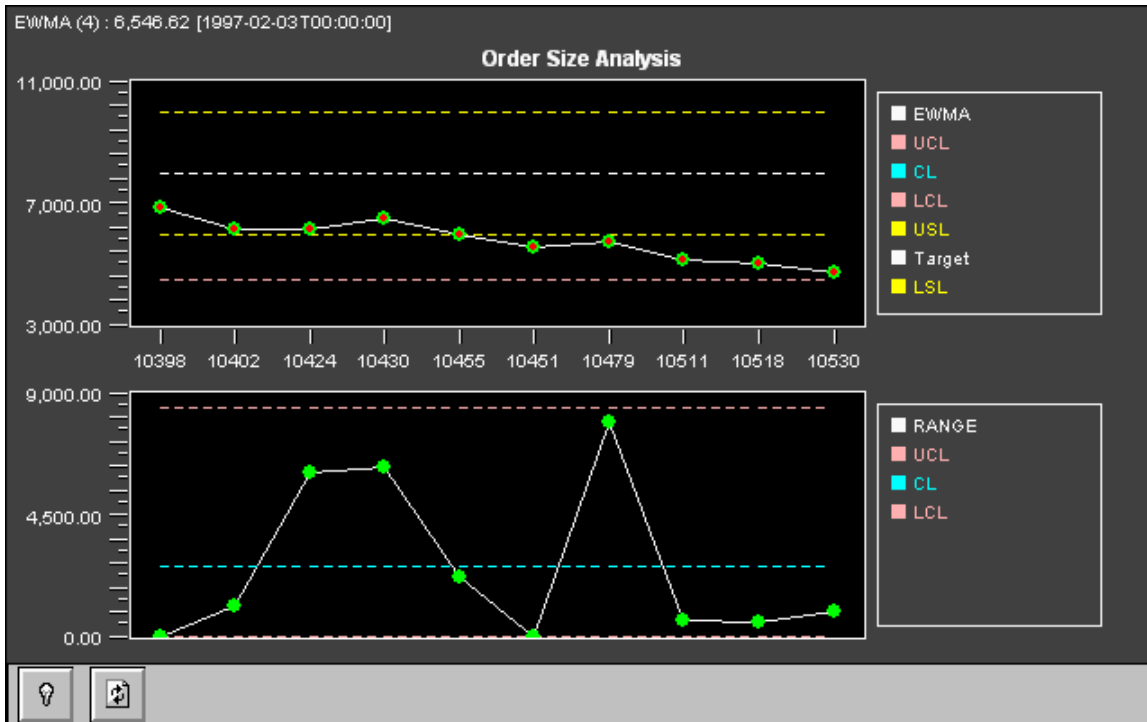 EWMA (4) : 6,546.62 [1997-02-03T00:00:00]
Order Size Analysis
11,000.00
7,000.00
3,000.00
10398 10402 10424 10430 10455 10451 10479 10511 10518 10530
EWMA
UCL
CL
LCL
USL
Target
LSL
9,000.00
4,500.00
0.00
RANGE
UCL
CL
LCL